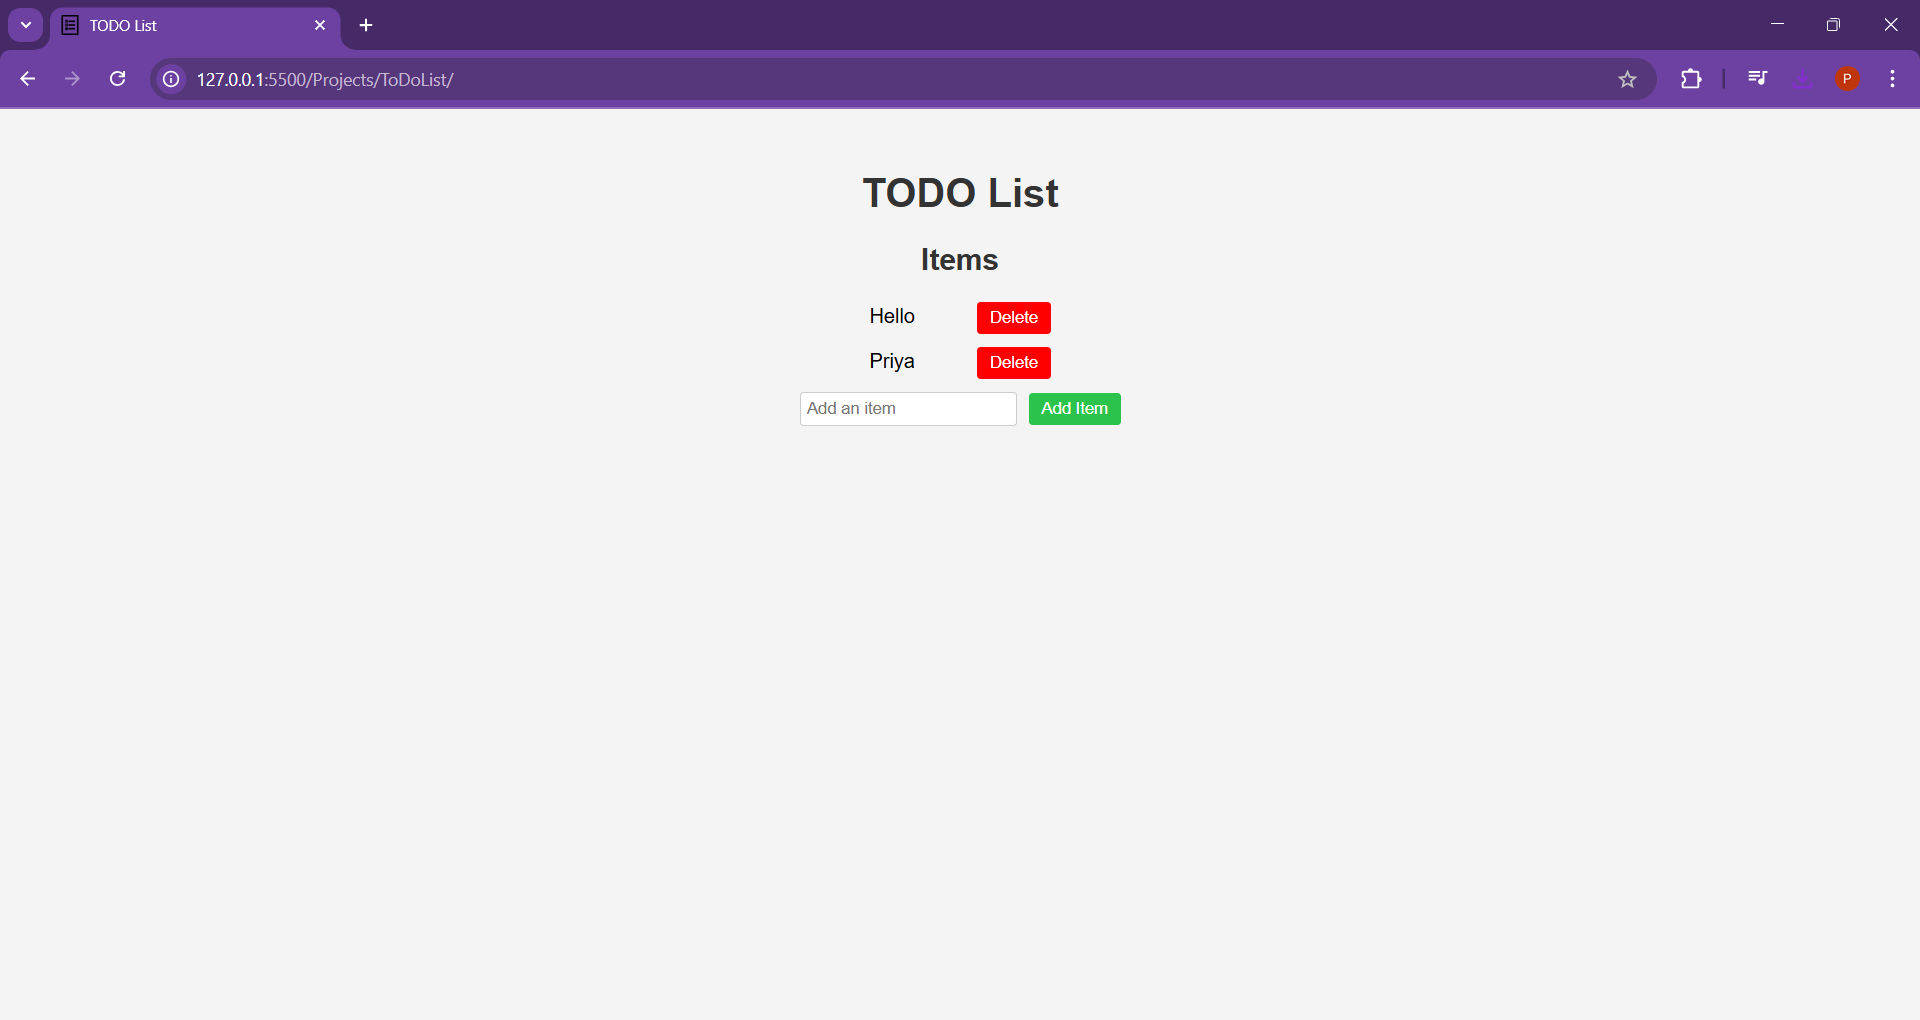 TODO List
127.0.0.1:5500/Projects/ToDoList/
P
TODO List
Items
Hello Delete
Priya Delete
Add an item Add Item